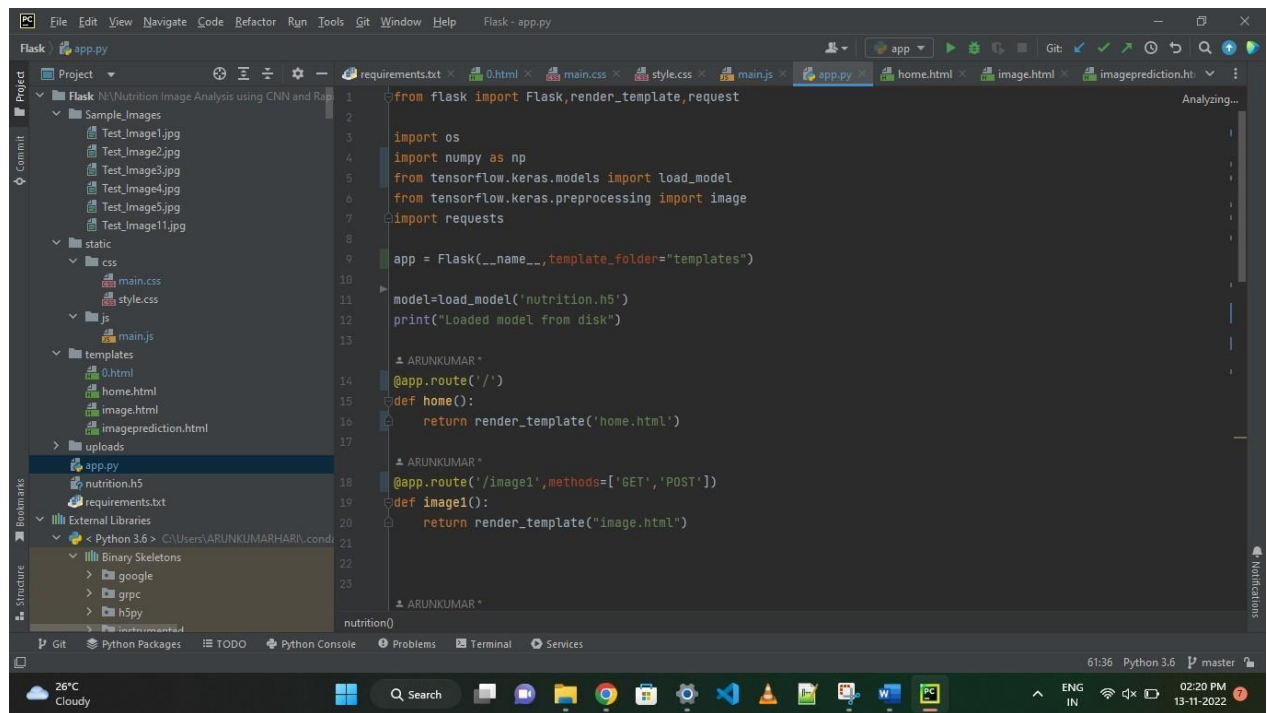 PC File Edit View Navigate Code Refactor Run Tools Git Window Help Flask - app.py
Flask app.py app Git:
Project requirements.txt 0.html main.css style.css main.js app.py home.html image.html imageprediction.ht
Project
Commit
Bookmarks
Structure
Notifications
Flask N:\Nutrition Image Analysis using CNN and Rap
Sample_Images
Test_Image1.jpg
Test_Image2.jpg
Test_Image3.jpg
Test_Image4.jpg
Test_Image5.jpg
Test_Image11.jpg
static
css
main.css
style.css
js
main.js
templates
0.html
home.html
image.html
imageprediction.html
uploads
app.py
nutrition.h5
requirements.txt
External Libraries
< Python 3.6 > C:\Users\ARUNKUMARHARI\.conda
Binary Skeletons
google
grpc
h5py
instrumented
Analyzing...
1 from flask import Flask,render_template,request
2
3 import os
4 import numpy as np
5 from tensorflow.keras.models import load_model
6 from tensorflow.keras.preprocessing import image
7 import requests
8
9 app = Flask(__name__,template_folder="templates")
10
11 model=load_model('nutrition.h5')
12 print("Loaded model from disk")
13
ARUNKUMAR *
14 @app.route('/')
15 def home():
16 return render_template('home.html')
17
ARUNKUMAR *
18 @app.route('/image1',methods=['GET','POST'])
19 def image1():
20 return render_template("image.html")
21
22
23
ARUNKUMAR *
nutrition()
Git Python Packages TODO Python Console Problems Terminal Services
61:36 Python 3.6 master
26°C
Cloudy
Search
ENG
IN
02:20 PM
13-11-2022
7